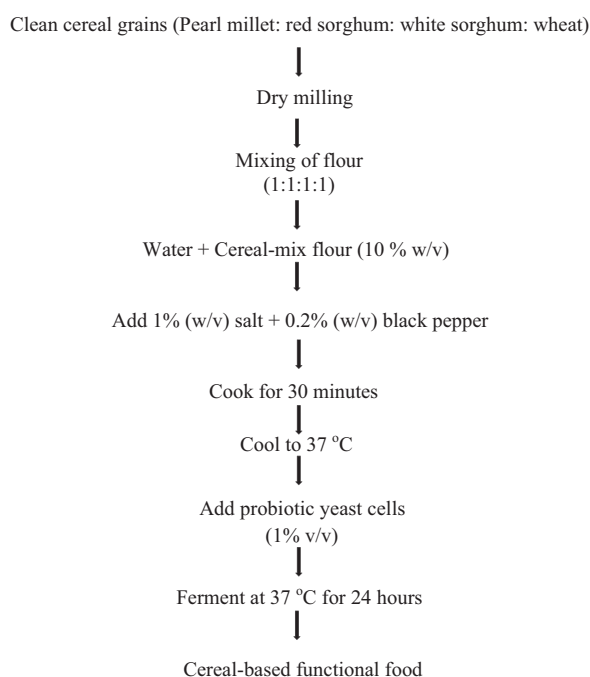 Clean cereal grains (Pearl millet: red sorghum: white sorghum: wheat)
Dry milling
Mixing of flour
(1:1:1:1)
Water + Cereal-mix flour (10 % w/v)
Add 1% (w/v) salt + 0.2% (w/v) black pepper
Cook for 30 minutes
Cool to 37 °C
Add probiotic yeast cells
(1% v/v)
Ferment at 37 °C for 24 hours
Cereal-based functional food